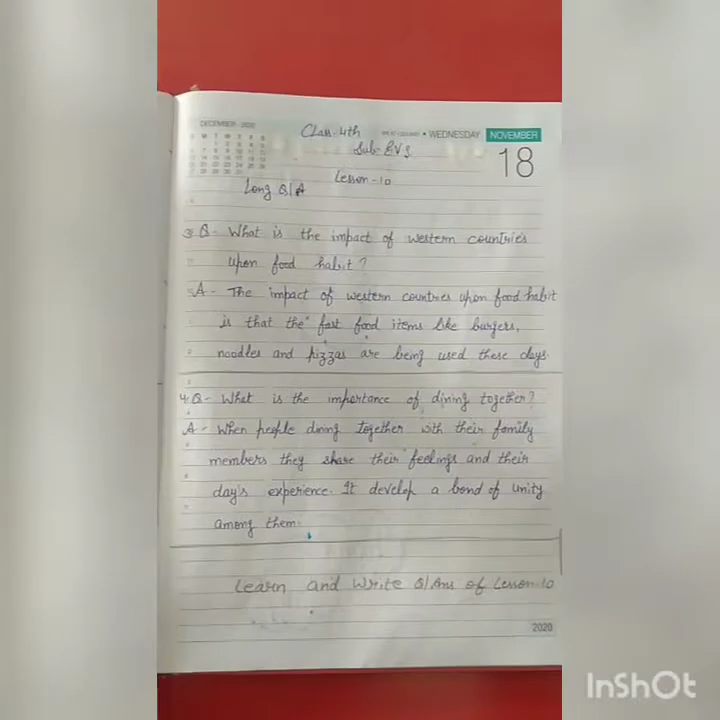 DECEMBER - 2020
Class-4th
WEDNESDAY NOVEMBER
18
Sub-EVS
Lesson-10
Long Q/A
3 Q- What is the impact of western countries
upon food habit?
A- The impact of western countries upon food habit
is that the fast food items like burgers,
noodles and pizzas are being used these days.
4 Q- What is the importance of dining together?
A- When people dining together with their family
members they share their feelings and their
day's experience. It develop a bond of unity
among them.
Learn and Write Q/Ans of Lesson-10
2020
InShOt